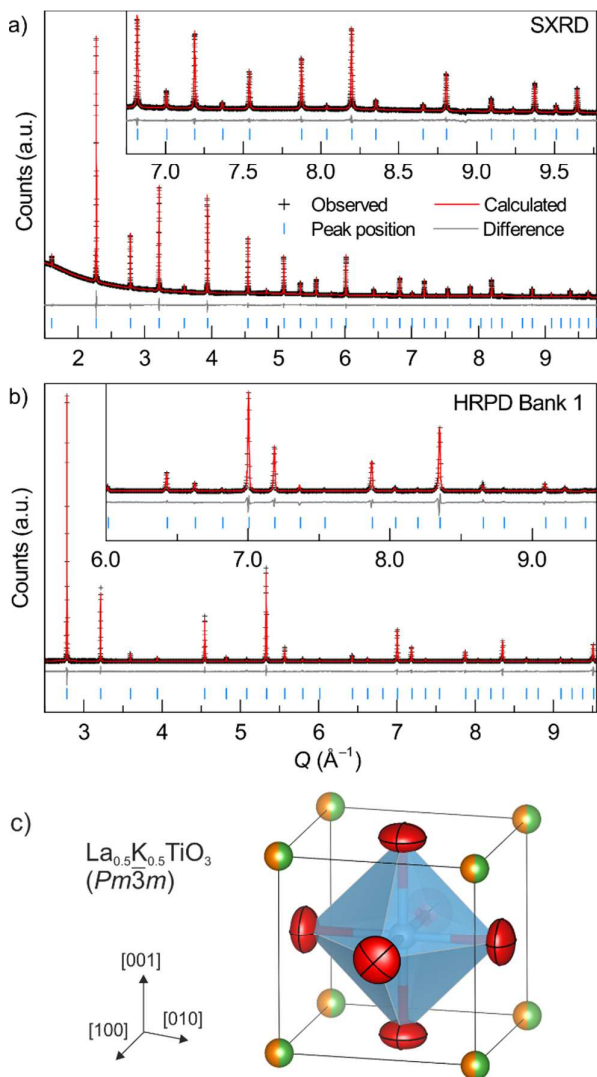 a)
SXRD
Counts (a.u.)
7.0 7.5 8.0 8.5 9.0 9.5
Observed
Calculated
Peak position
Difference
2 3 4 5 6 7 8 9
b)
HRPD Bank 1
Counts (a.u.)
6.0 7.0 8.0 9.0
3 4 5 6 7 8 9
Q (Å⁻¹)
c)
La₀.₅K₀.₅TiO₃
(Pm3̅m)
[001]
[100] [010]